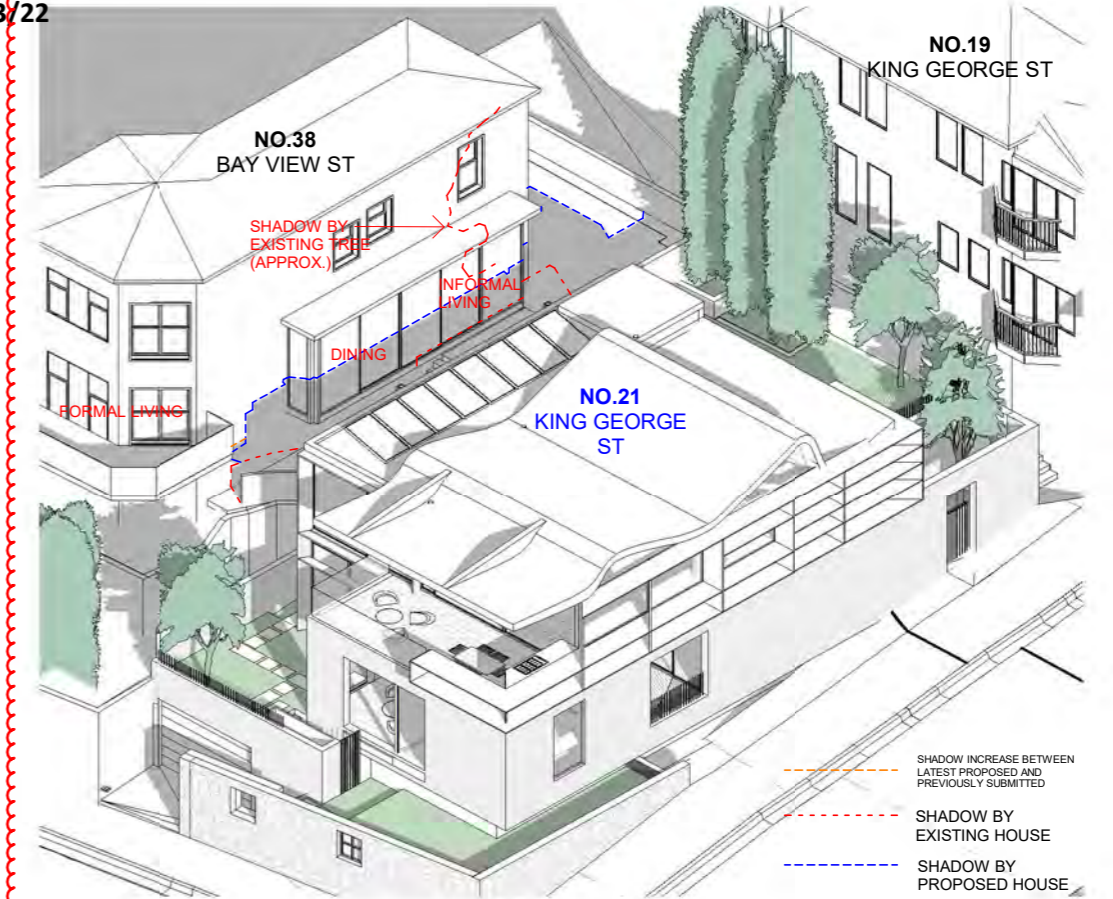 3/22
NO.19
KING GEORGE ST
NO.38
BAY VIEW ST
SHADOW BY
EXISTING TREE
(APPROX.)
INFORMAL
LIVING
DINING
FORMAL LIVING
NO.21
KING GEORGE
ST
SHADOW INCREASE BETWEEN
LATEST PROPOSED AND
PREVIOUSLY SUBMITTED
SHADOW BY
EXISTING HOUSE
SHADOW BY
PROPOSED HOUSE